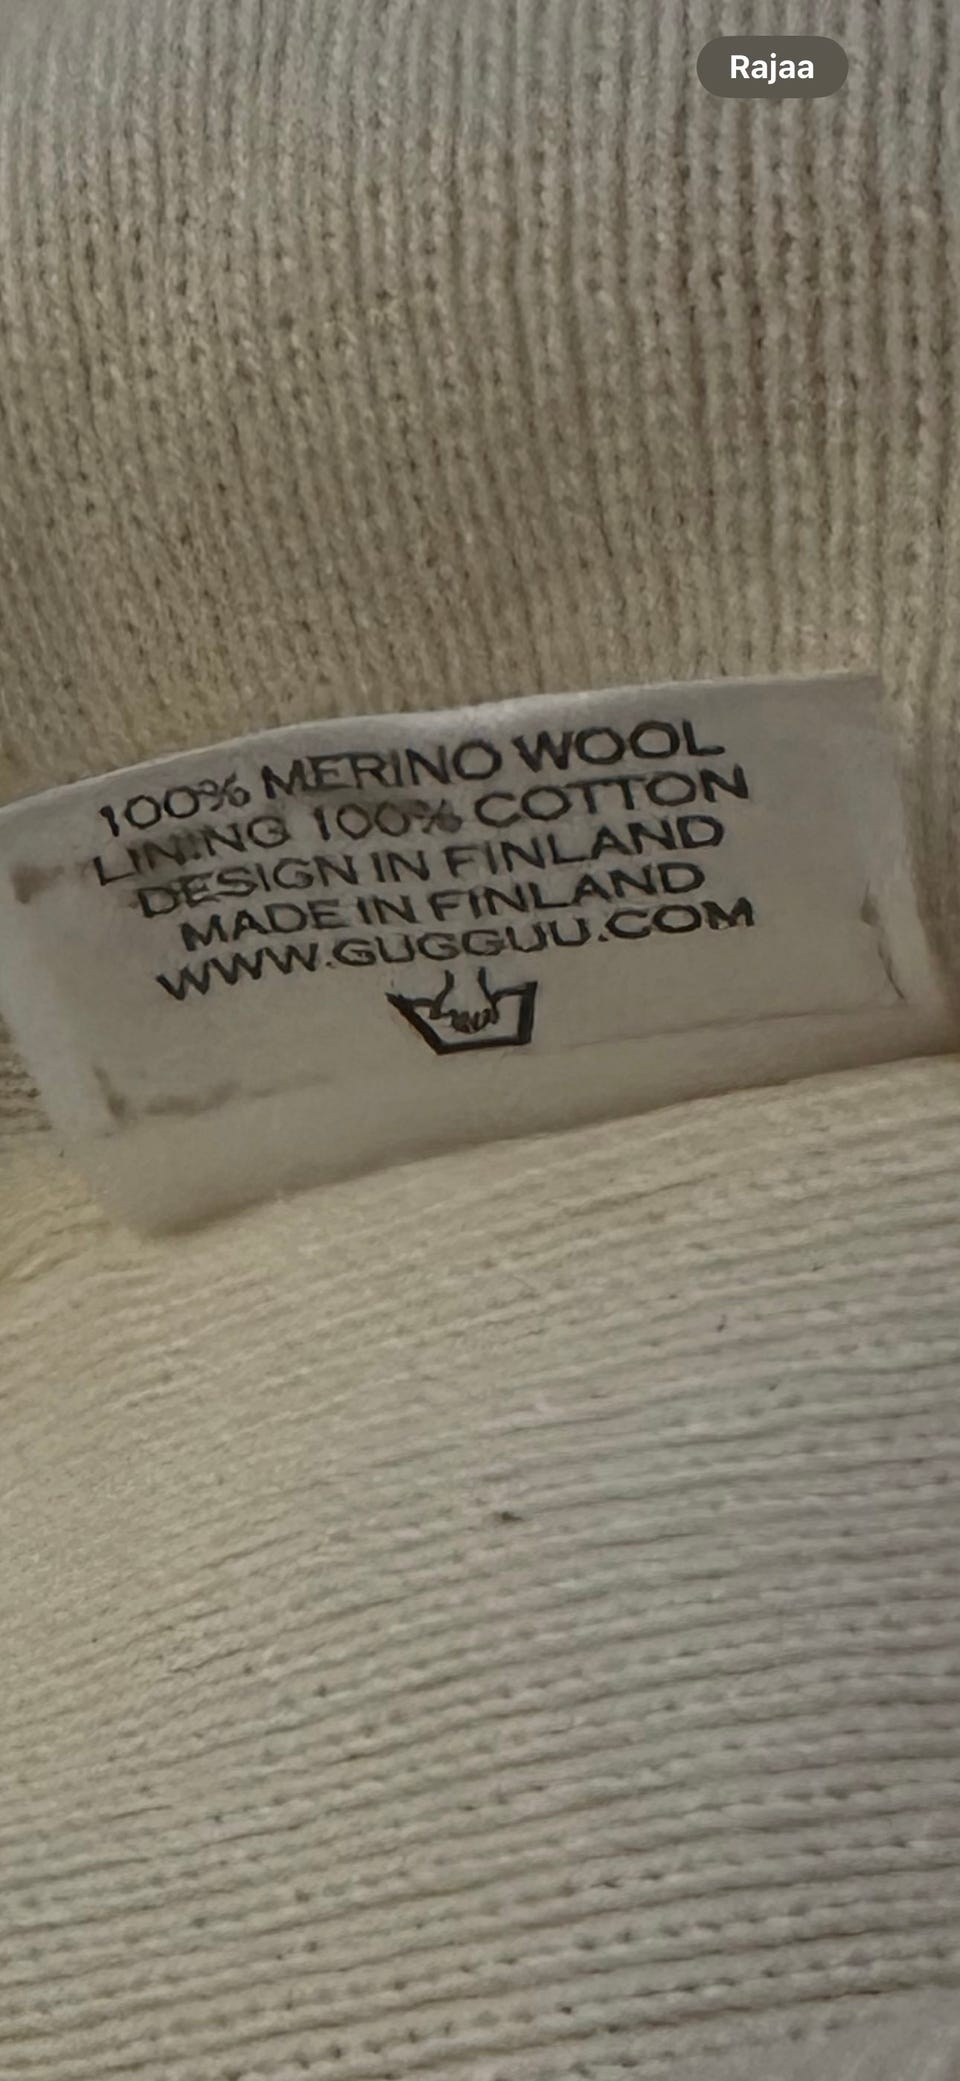 Rajaa
100% MERINO WOOL
LINING 100% COTTON
DESIGN IN FINLAND
MADE IN FINLAND
WWW.GUGGUU.COM